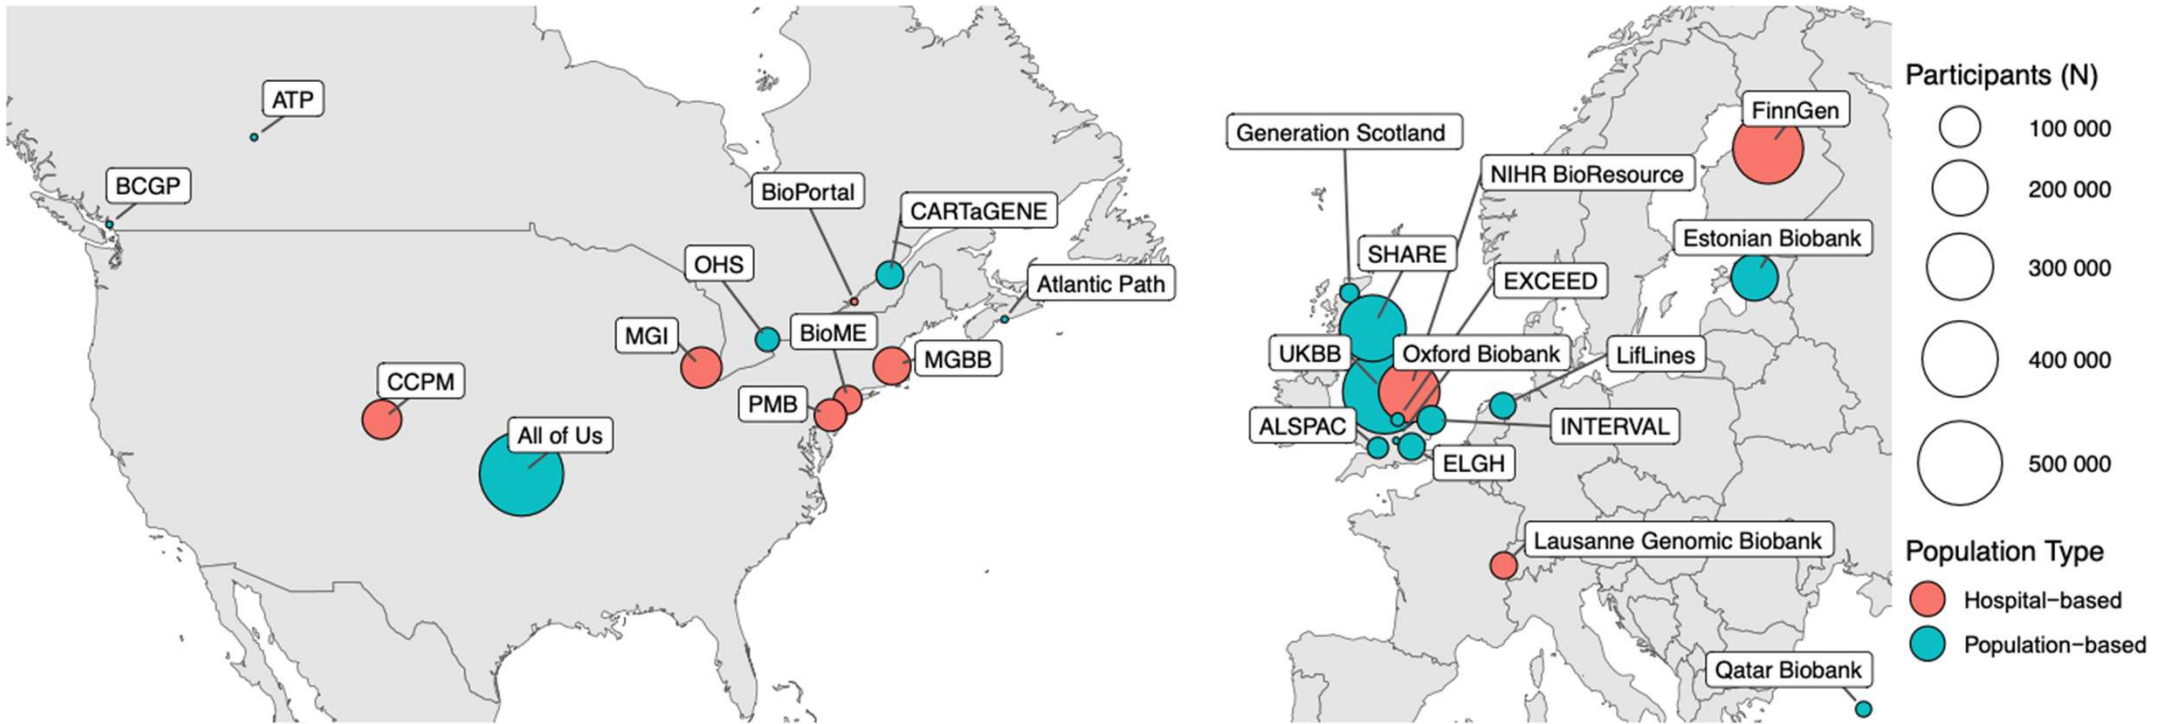 ATP
BCGP
BioPortal
CARTaGENE
OHS
Atlantic Path
MGI
BioME
MGBB
CCPM
PMB
All of Us
Generation Scotland
FinnGen
NIHR BioResource
SHARE
Estonian Biobank
EXCEED
UKBB
Oxford Biobank
LifLines
ALSPAC
INTERVAL
ELGH
Lausanne Genomic Biobank
Qatar Biobank
Participants (N)
100 000
200 000
300 000
400 000
500 000
Population Type
Hospital−based
Population−based